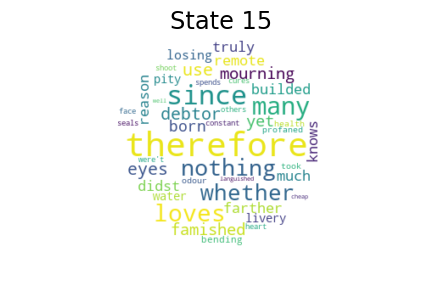 State 15
losing
truly
remote
shoot
pity
use
mourning
spends
cures
reason
since
builded
many
others
face
debtor
yet
health
seals
born
constant
profaned
knows
therefore
were't
took
eyes
nothing
much
odour
languished
didst
whether
cheap
water
loves
farther
livery
famished
heart
bending